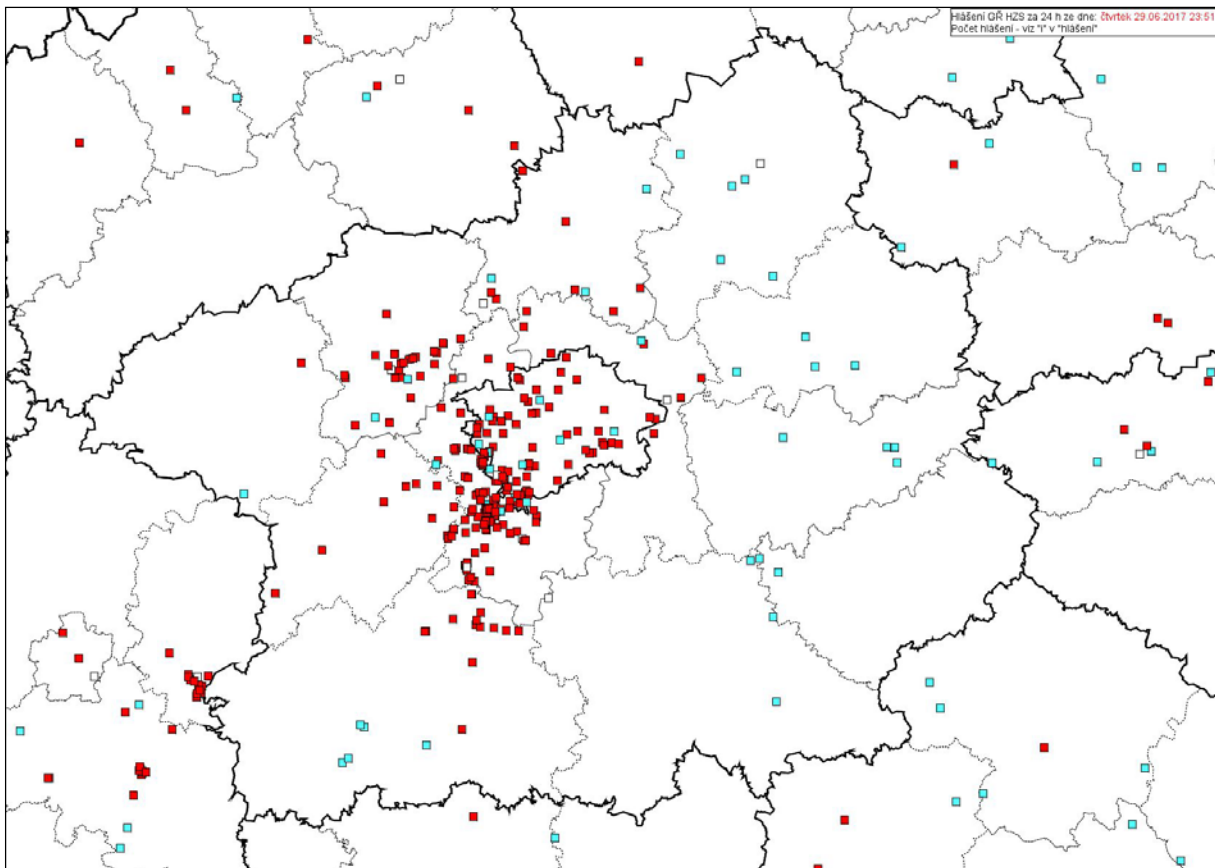 Hlášení GŘ HZS za 24 h ze dne: čtvrtek 29.06.2017 23:51
Počet hlášení - viz "i" v "hlášení"